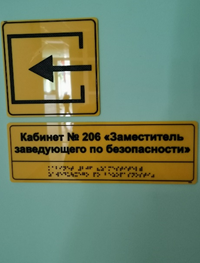 Кабинет № 206 «Заместитель
заведующего по безопасности»